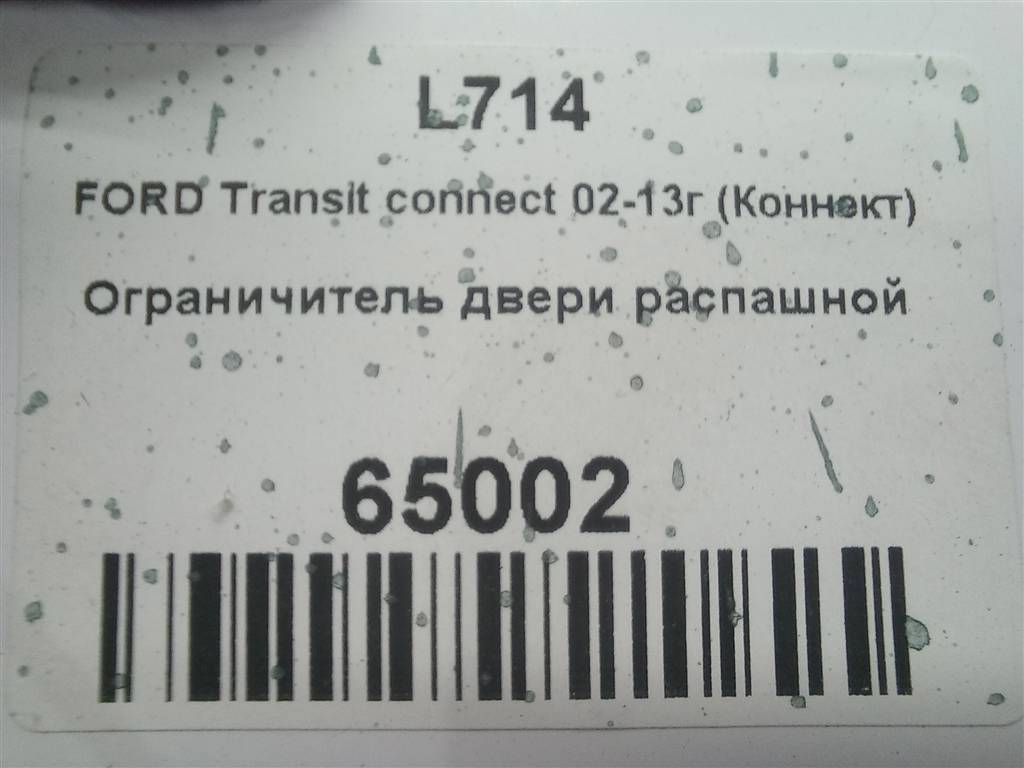 L714
FORD Transit connect 02-13г (Коннект)
Ограничитель двери распашной
65002